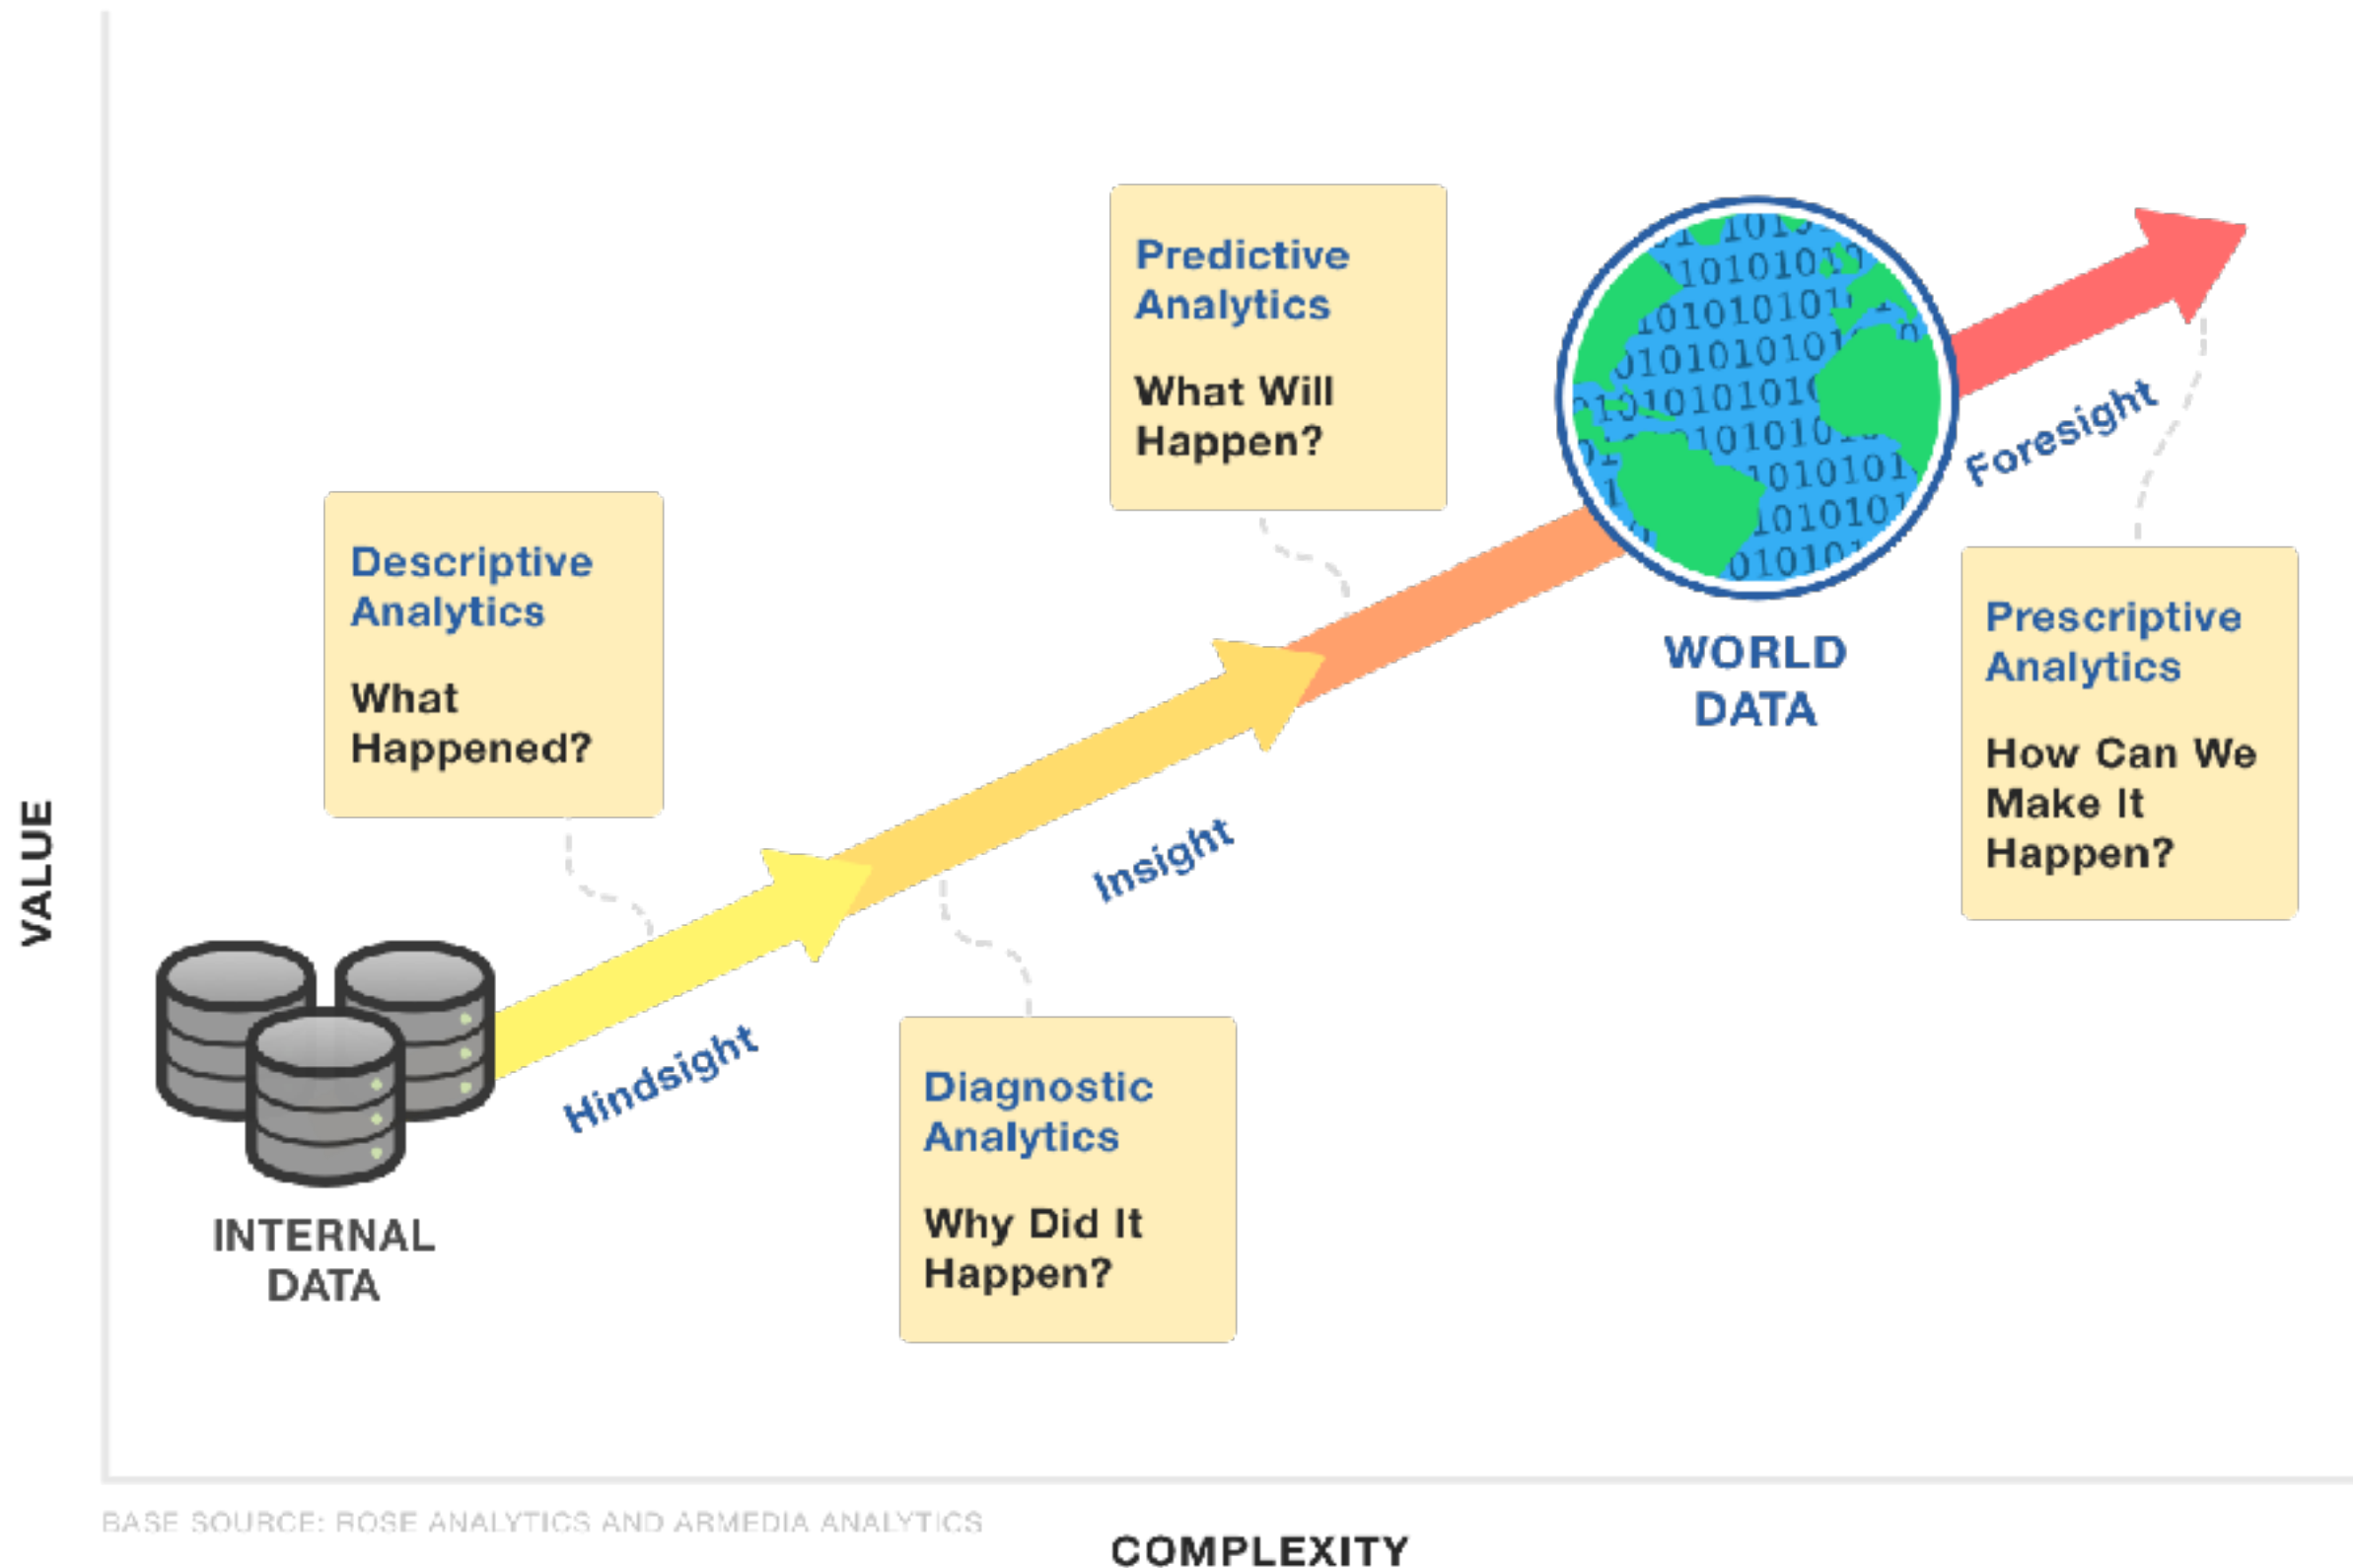 Predictive
Analytics
What Will
Happen?
Foresight
Descriptive
Analytics
What
Happened?
WORLD
DATA
Prescriptive
Analytics
How Can We
Make It
Happen?
VALUE
Insight
Hindsight
Diagnostic
Analytics
Why Did It
Happen?
INTERNAL
DATA
BASE SOURCE: ROSE ANALYTICS AND ARMEDIA ANALYTICS
COMPLEXITY